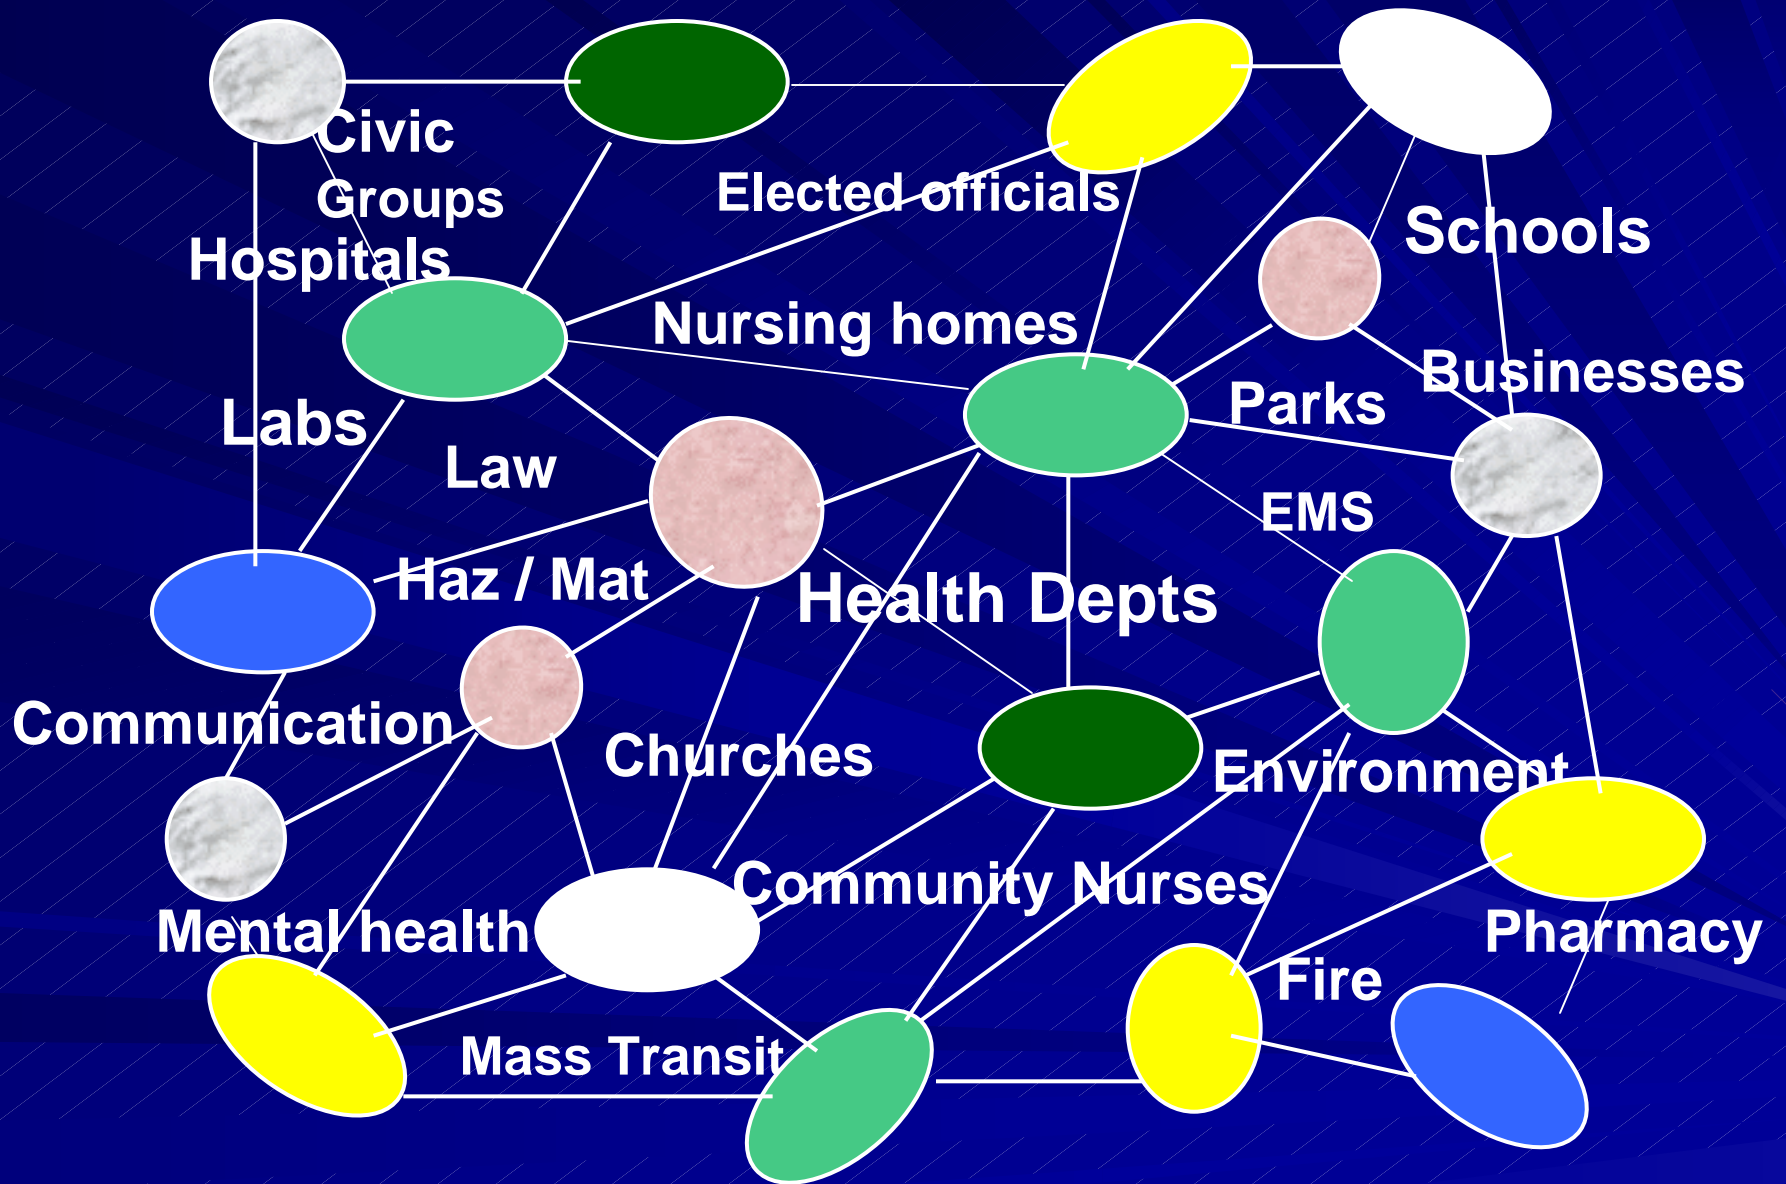 Civic
Groups
Elected officials
Schools
Hospitals
Nursing homes
Businesses
Parks
Labs
Law
EMS
Haz / Mat
Health Depts
Communication
Churches
Environment
Community Nurses
Mental health
Pharmacy
Fire
Mass Transit